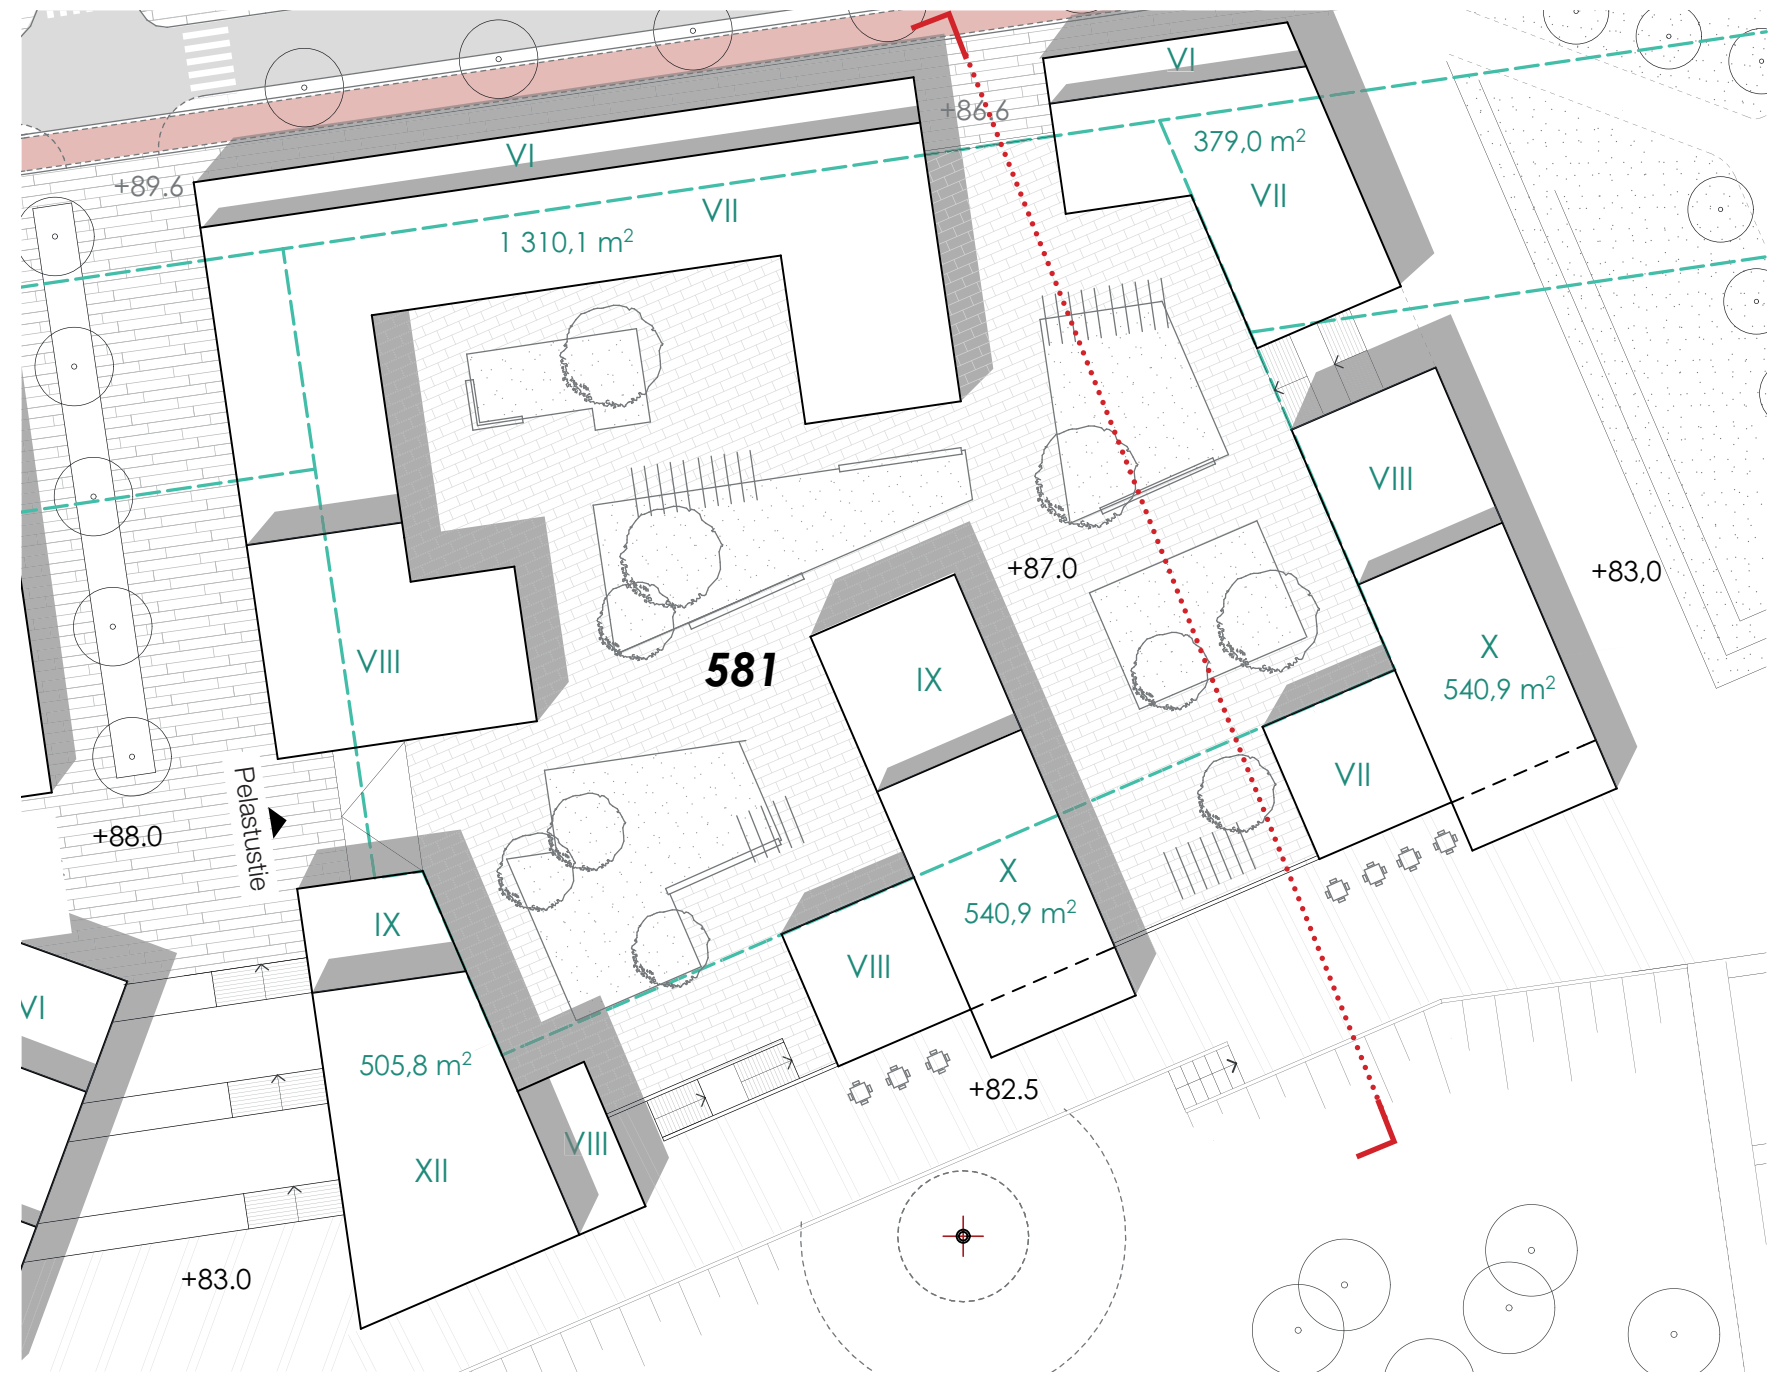 VI
+86.6
379,0 m²
VI
+89.6
VII
VII
1 310,1 m²
VIII
+87.0
+83,0
X
540,9 m²
VIII
581
IX
VII
Pelastustie
+88.0
X
540,9 m²
IX
VIII
VI
505,8 m²
+82.5
VIII
XII
+83.0